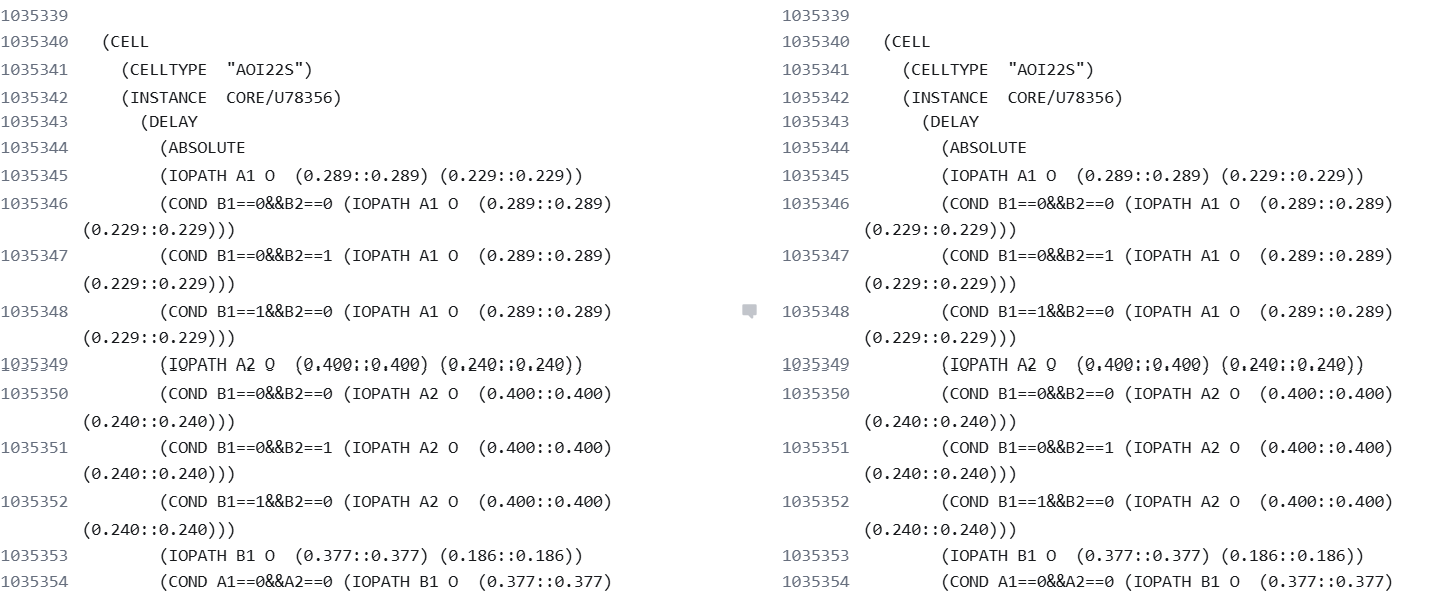 1035339
1035340 (CELL
1035341 (CELLTYPE "AOI22S")
1035342 (INSTANCE CORE/U78356)
1035343 (DELAY
1035344 (ABSOLUTE
1035345 (IOPATH A1 O (0.289::0.289) (0.229::0.229))
1035346 (COND B1==0&&B2==0 (IOPATH A1 O (0.289::0.289)
(0.229::0.229)))
1035347 (COND B1==0&&B2==1 (IOPATH A1 O (0.289::0.289)
(0.229::0.229)))
1035348 (COND B1==1&&B2==0 (IOPATH A1 O (0.289::0.289)
(0.229::0.229)))
1035349 (IOPATH A2 O (0.400::0.400) (0.240::0.240))
1035350 (COND B1==0&&B2==0 (IOPATH A2 O (0.400::0.400)
(0.240::0.240)))
1035351 (COND B1==0&&B2==1 (IOPATH A2 O (0.400::0.400)
(0.240::0.240)))
1035352 (COND B1==1&&B2==0 (IOPATH A2 O (0.400::0.400)
(0.240::0.240)))
1035353 (IOPATH B1 O (0.377::0.377) (0.186::0.186))
1035354 (COND A1==0&&A2==0 (IOPATH B1 O (0.377::0.377)
1035339
1035340 (CELL
1035341 (CELLTYPE "AOI22S")
1035342 (INSTANCE CORE/U78356)
1035343 (DELAY
1035344 (ABSOLUTE
1035345 (IOPATH A1 O (0.289::0.289) (0.229::0.229))
1035346 (COND B1==0&&B2==0 (IOPATH A1 O (0.289::0.289)
(0.229::0.229)))
1035347 (COND B1==0&&B2==1 (IOPATH A1 O (0.289::0.289)
(0.229::0.229)))
1035348 (COND B1==1&&B2==0 (IOPATH A1 O (0.289::0.289)
(0.229::0.229)))
1035349 (IOPATH A2 O (0.400::0.400) (0.240::0.240))
1035350 (COND B1==0&&B2==0 (IOPATH A2 O (0.400::0.400)
(0.240::0.240)))
1035351 (COND B1==0&&B2==1 (IOPATH A2 O (0.400::0.400)
(0.240::0.240)))
1035352 (COND B1==1&&B2==0 (IOPATH A2 O (0.400::0.400)
(0.240::0.240)))
1035353 (IOPATH B1 O (0.377::0.377) (0.186::0.186))
1035354 (COND A1==0&&A2==0 (IOPATH B1 O (0.377::0.377)